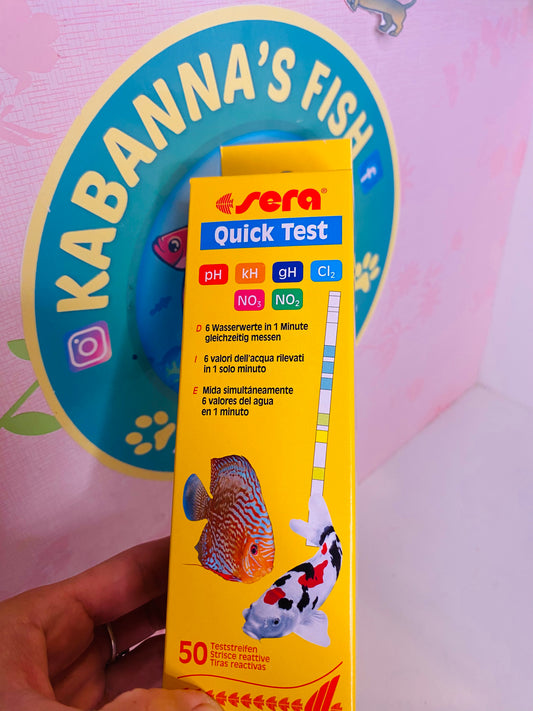 KABANNA'S FISH
f
sera®
Quick Test
pH kH gH Cl₂
NO₃ NO₂
D 6 Wasserwerte in 1 Minute
gleichzeitig messen
I 6 valori dell'acqua rilevati
in 1 solo minuto
E Mida simultáneamente
6 valores del agua
en 1 minuto
50 Teststreifen
Strisce reattive
Tiras reactivas